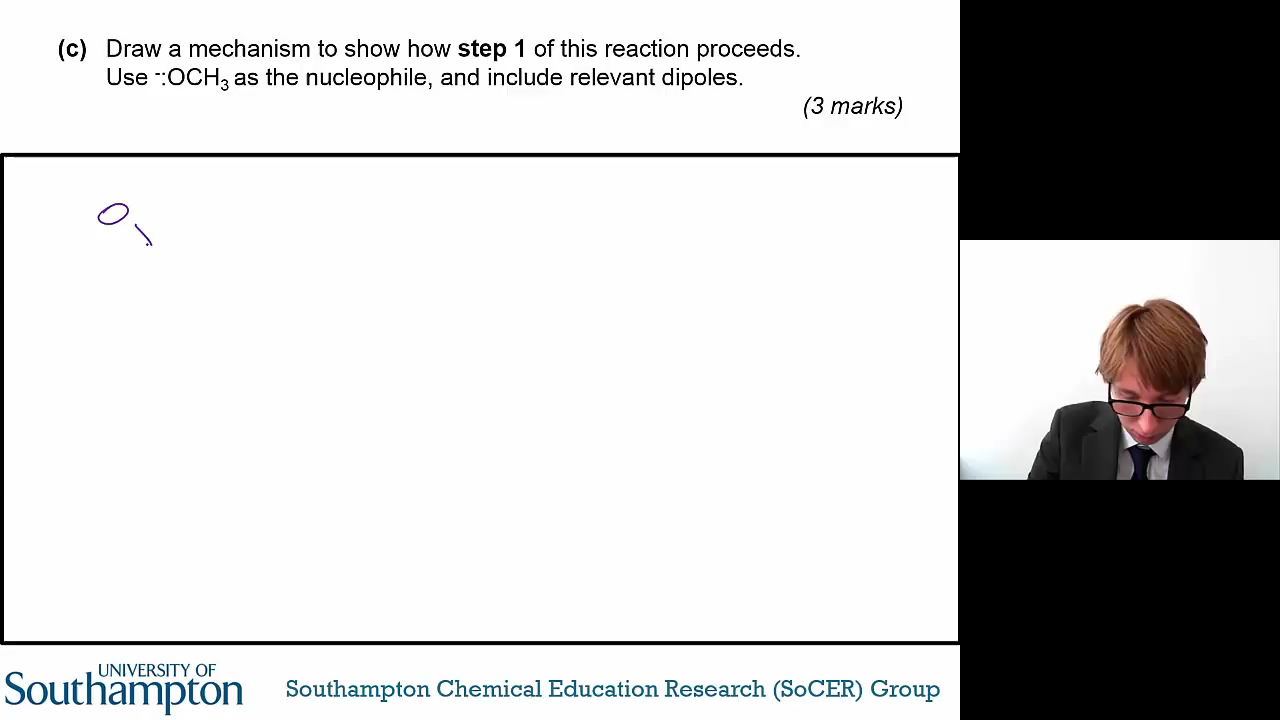 (c) Draw a mechanism to show how step 1 of this reaction proceeds.
Use ⁻:OCH₃ as the nucleophile, and include relevant dipoles.
(3 marks)
O
UNIVERSITY OF
Southampton
Southampton Chemical Education Research (SoCER) Group